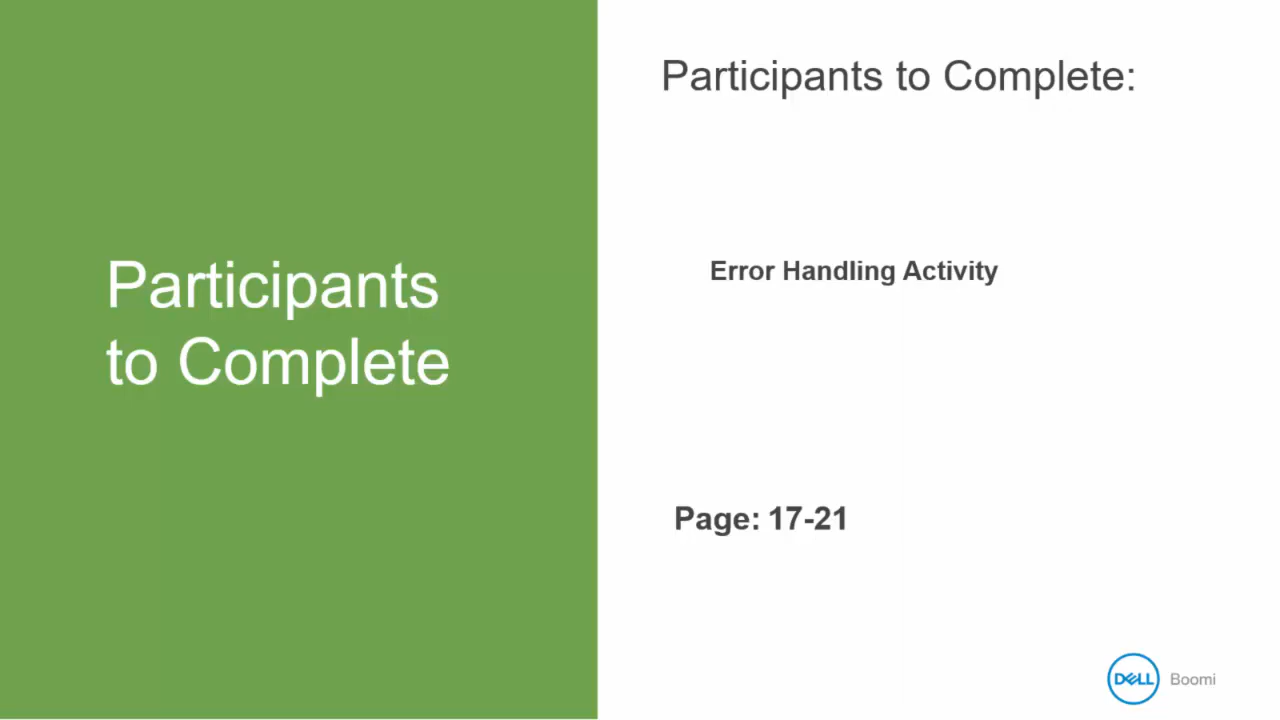 Participants
to Complete
Participants to Complete:
Error Handling Activity
Page: 17-21
DELL Boomi